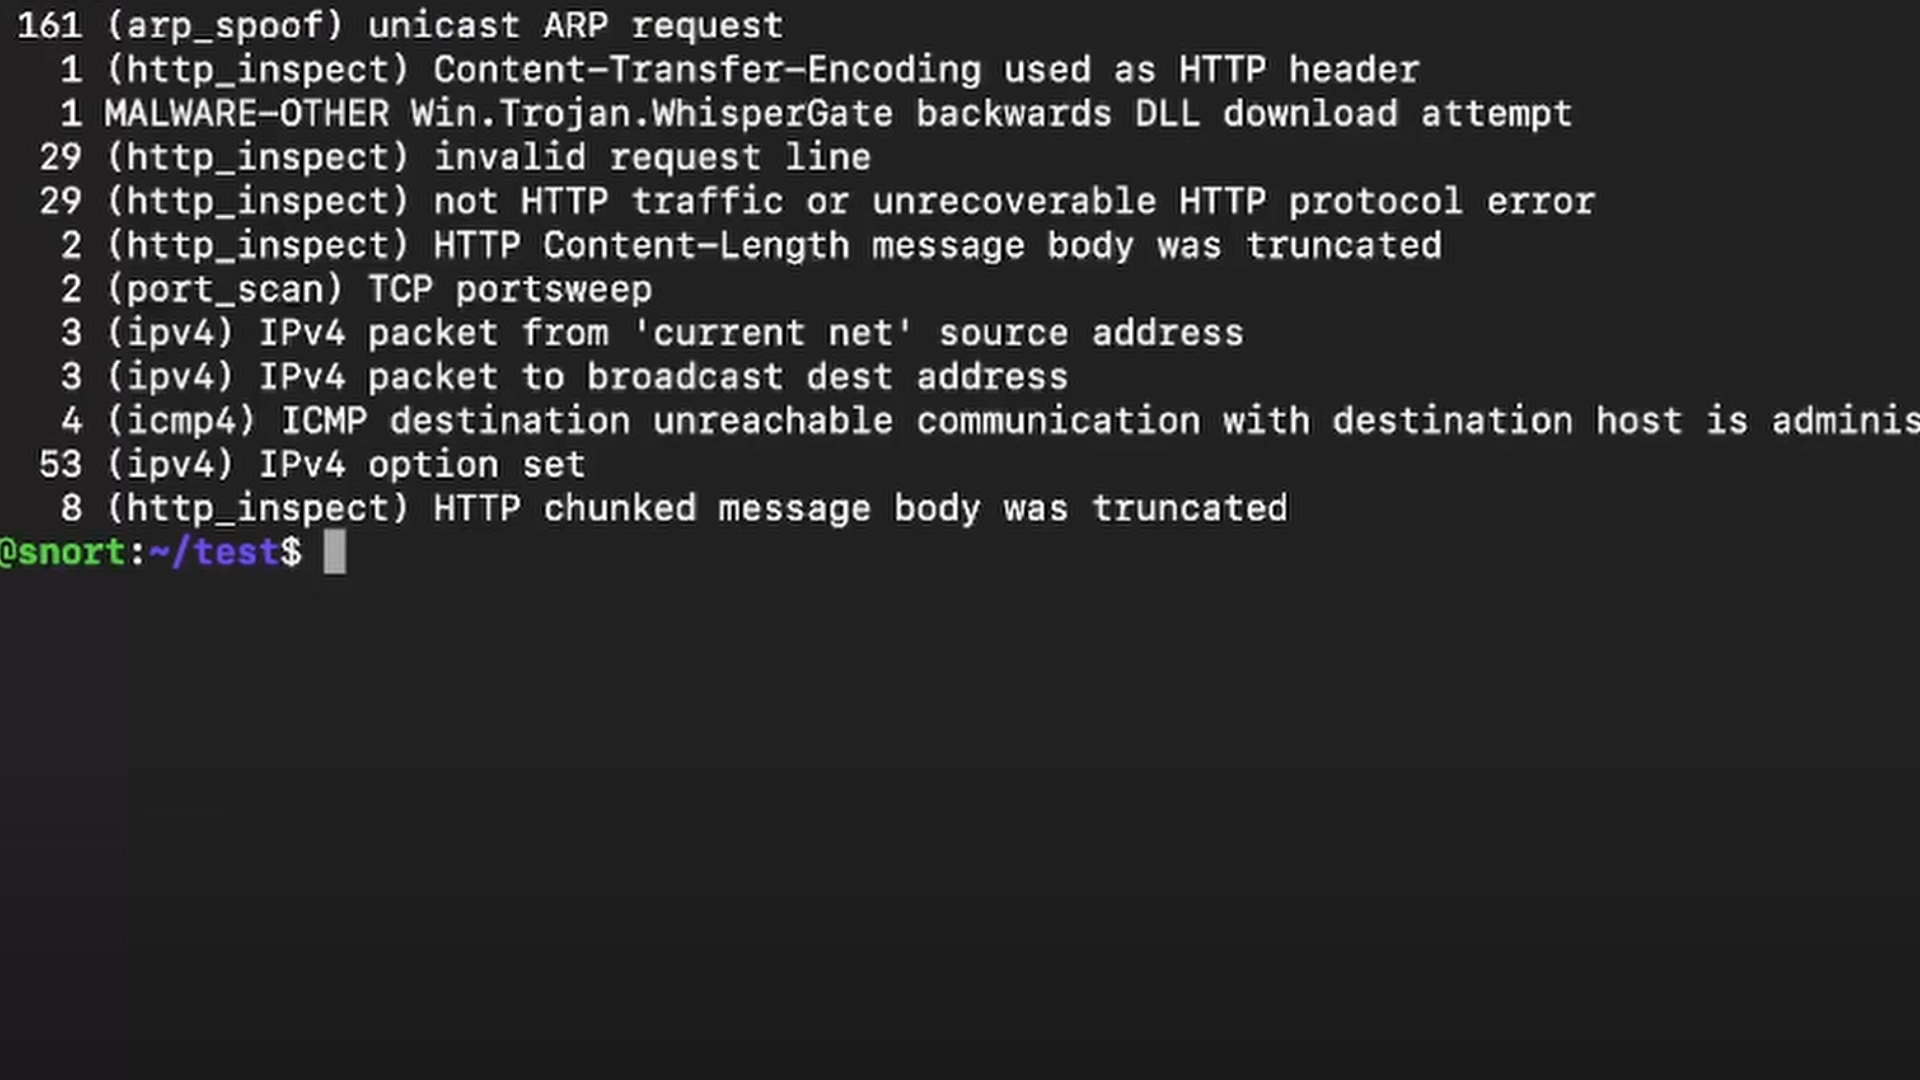 161 (arp_spoof) unicast ARP request
1 (http_inspect) Content-Transfer-Encoding used as HTTP header
1 MALWARE-OTHER Win.Trojan.WhisperGate backwards DLL download attempt
29 (http_inspect) invalid request line
29 (http_inspect) not HTTP traffic or unrecoverable HTTP protocol error
2 (http_inspect) HTTP Content-Length message body was truncated
2 (port_scan) TCP portsweep
3 (ipv4) IPv4 packet from 'current net' source address
3 (ipv4) IPv4 packet to broadcast dest address
4 (icmp4) ICMP destination unreachable communication with destination host is adminis
53 (ipv4) IPv4 option set
8 (http_inspect) HTTP chunked message body was truncated
@snort:~/test$